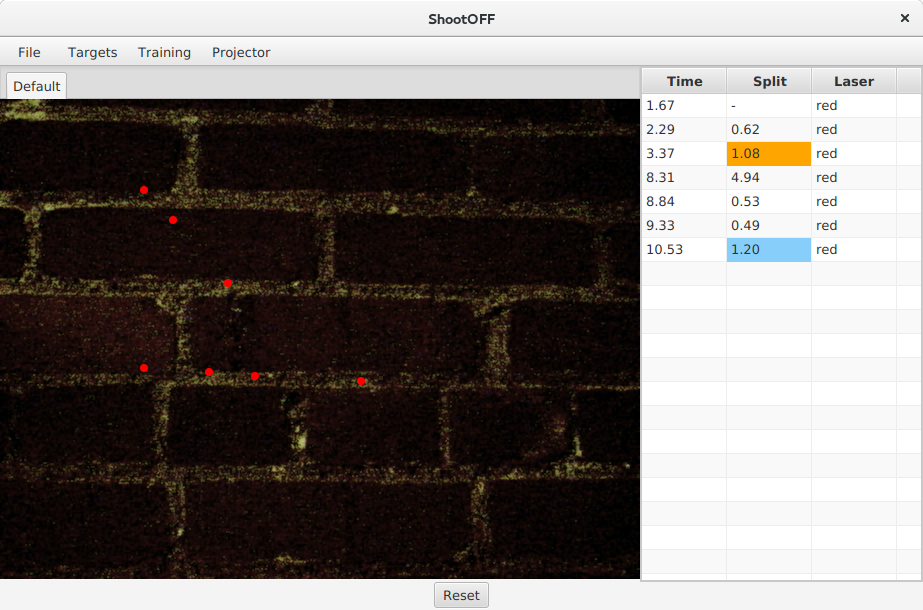 ShootOFF ×
File Targets Training Projector
Default
Time Split Laser
1.67 - red
2.29 0.62 red
3.37 1.08 red
8.31 4.94 red
8.84 0.53 red
9.33 0.49 red
10.53 1.20 red
Reset